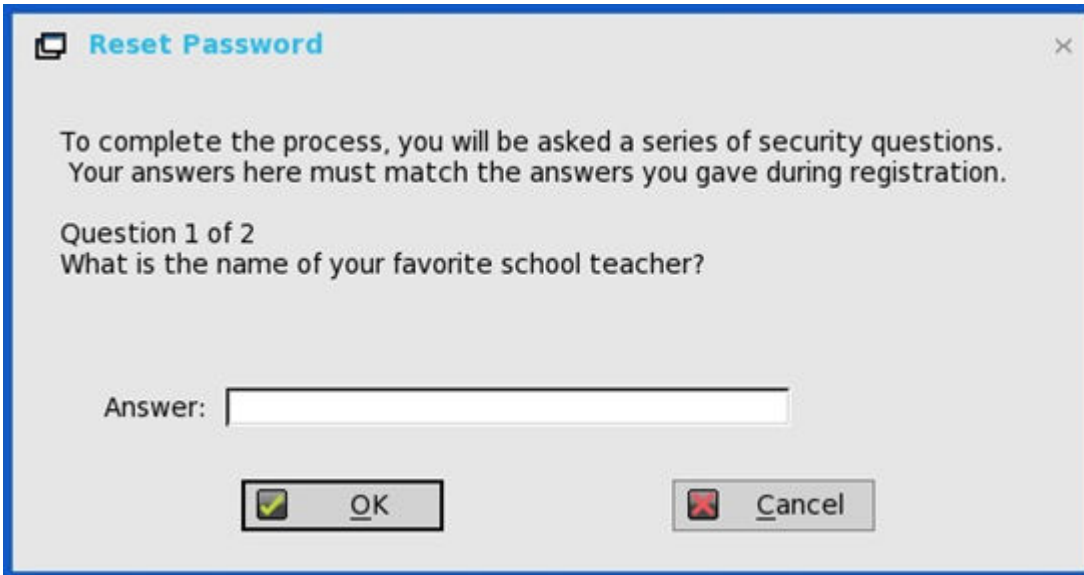 Reset Password
To complete the process, you will be asked a series of security questions.
Your answers here must match the answers you gave during registration.
Question 1 of 2
What is the name of your favorite school teacher?
Answer:
OK
Cancel